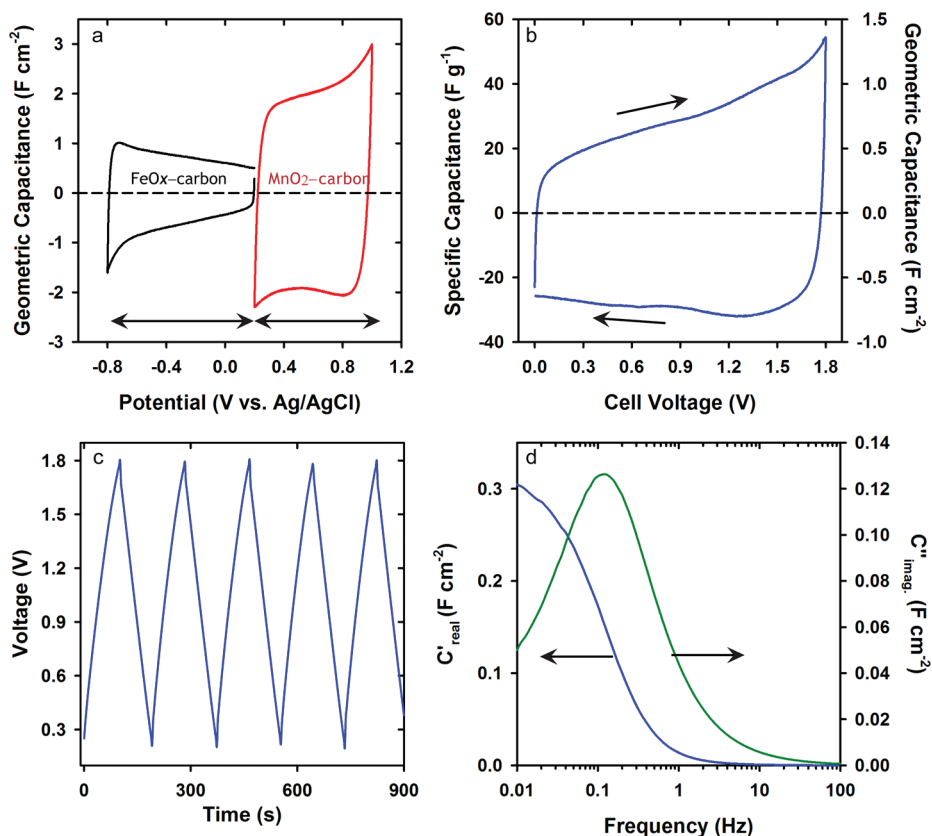 a
Geometric Capacitance (F cm⁻²)
3
2
1
0
-1
-2
-3
FeOx–carbon
MnO₂–carbon
-0.8 -0.4 0.0 0.4 0.8 1.2
Potential (V vs. Ag/AgCl)
b
Specific Capacitance (F g⁻¹)
60
40
20
0
-20
-40
Geometric Capacitance (F cm⁻²)
1.5
1.0
0.5
0.0
-0.5
-1.0
0.0 0.3 0.6 0.9 1.2 1.5 1.8
Cell Voltage (V)
c
Voltage (V)
1.8
1.5
1.2
0.9
0.6
0.3
0 300 600 900
Time (s)
d
C'real (F cm⁻²)
0.3
0.2
0.1
0.0
C''imag. (F cm⁻²)
0.14
0.12
0.10
0.08
0.06
0.04
0.02
0.00
0.01 0.1 1 10 100
Frequency (Hz)